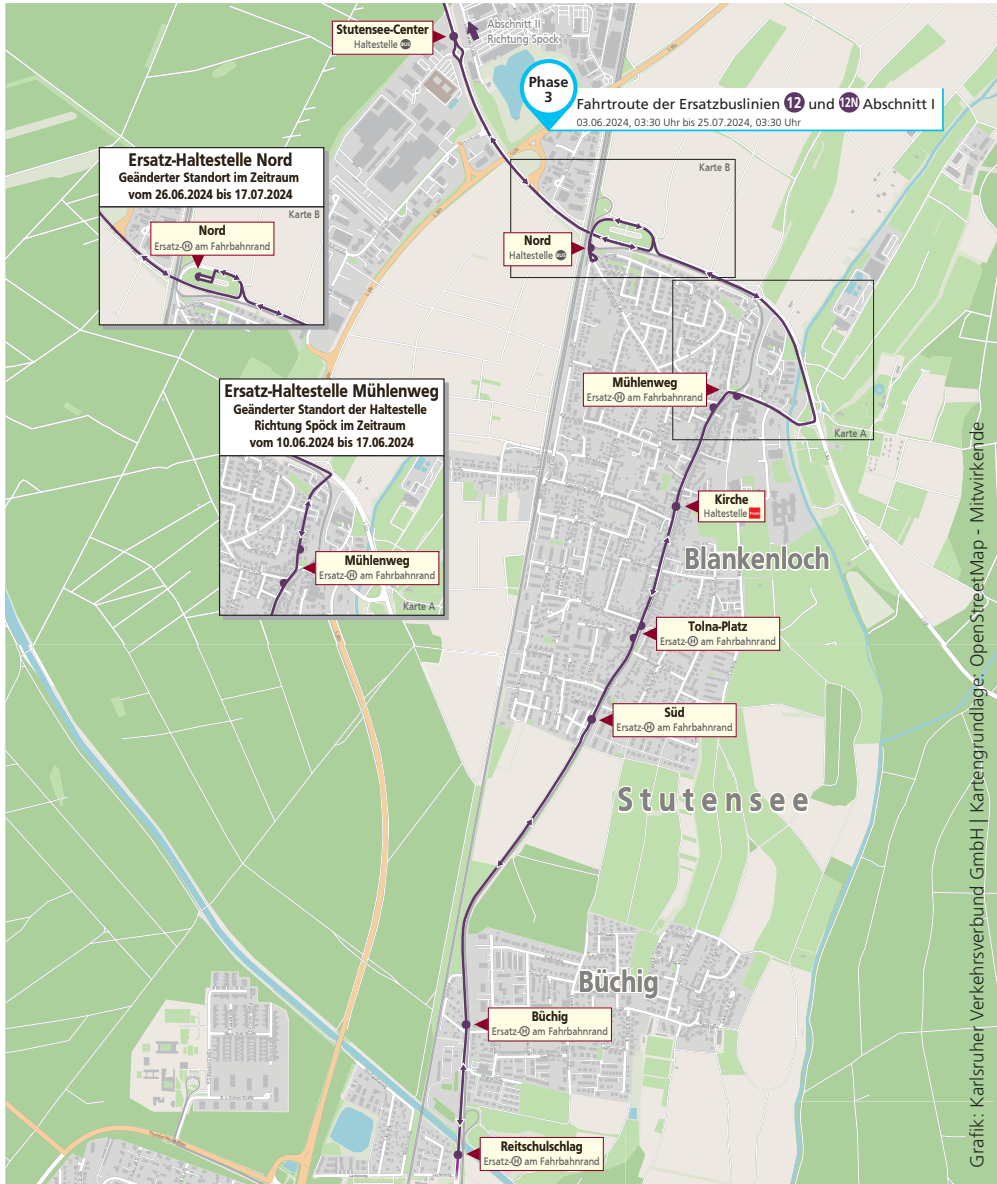 Stutensee-Center
Haltestelle BUS
Abschnitt II
Richtung Spöck
Phase
3
Fahrtroute der Ersatzbuslinien 12 und 12N Abschnitt I
03.06.2024, 03:30 Uhr bis 25.07.2024, 03:30 Uhr
Ersatz-Haltestelle Nord
Geänderter Standort im Zeitraum
vom 26.06.2024 bis 17.07.2024
Karte B
Nord
Ersatz-H am Fahrbahnrand
Karte B
Nord
Haltestelle BUS
Ersatz-Haltestelle Mühlenweg
Geänderter Standort der Haltestelle
Richtung Spöck im Zeitraum
vom 10.06.2024 bis 17.06.2024
Mühlenweg
Ersatz-H am Fahrbahnrand
Karte A
Mühlenweg
Ersatz-H am Fahrbahnrand
Karte A
Kirche
Haltestelle Tram
Blankenloch
Tolna-Platz
Ersatz-H am Fahrbahnrand
Süd
Ersatz-H am Fahrbahnrand
Stutensee
Büchig
Büchig
Ersatz-H am Fahrbahnrand
Reitschulschlag
Ersatz-H am Fahrbahnrand
Grafik: Karlsruher Verkehrsverbund GmbH | Kartengrundlage: OpenStreetMap - Mitwirkende